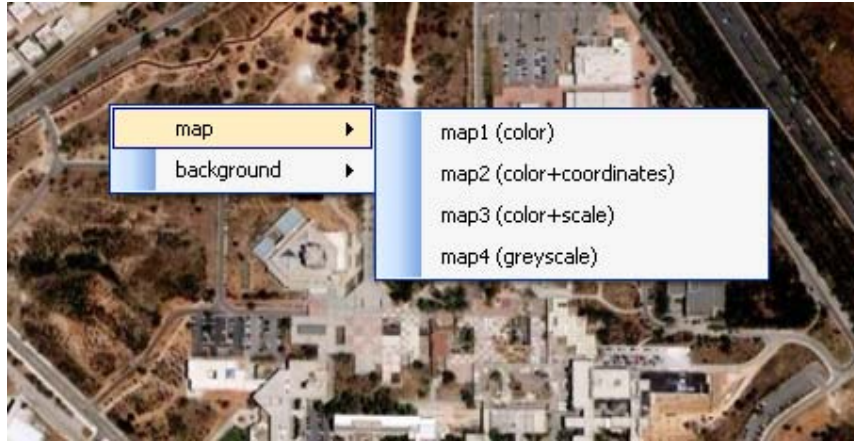 map
background
map1 (color)
map2 (color+coordinates)
map3 (color+scale)
map4 (greyscale)